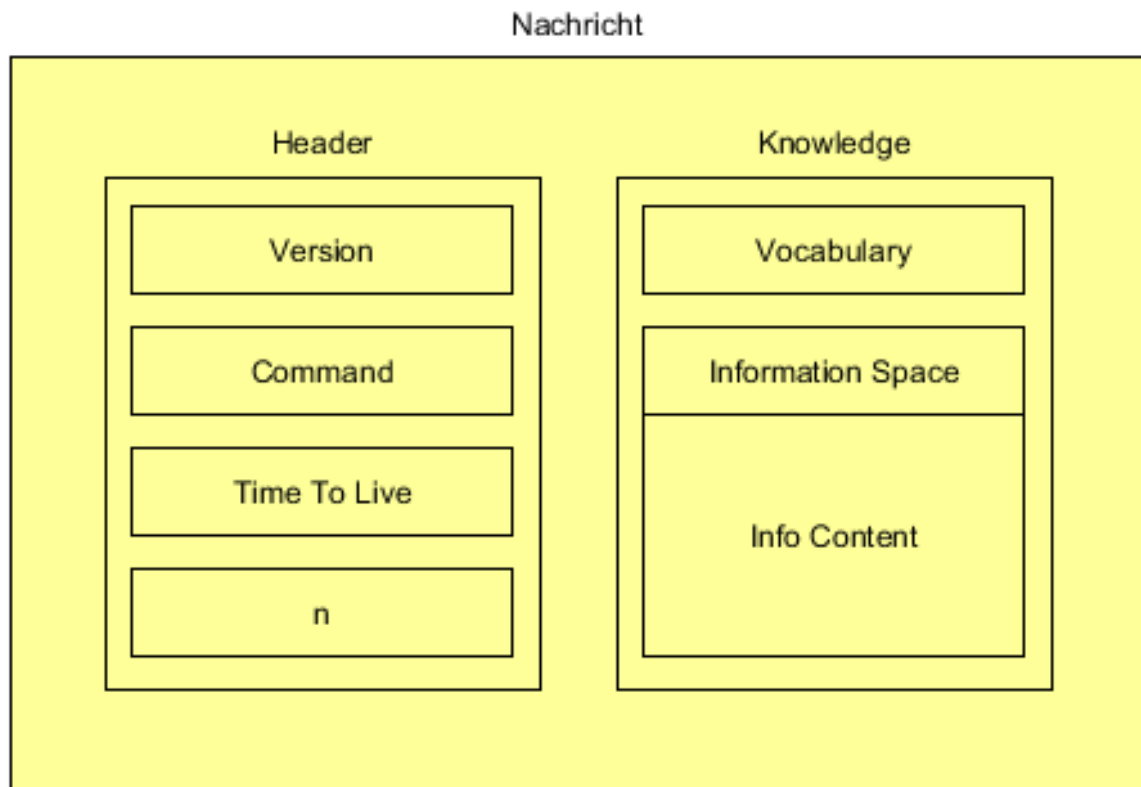 Nachricht
Header
Version
Command
Time To Live
n
Knowledge
Vocabulary
Information Space
Info Content